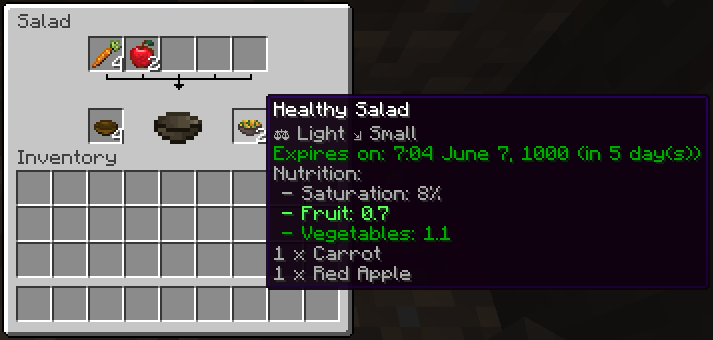 Salad
4
2
4
2
Healthy Salad
⚖ Light ⇲ Small
Expires on: 7:04 June 7, 1000 (in 5 day(s))
Nutrition:
- Saturation: 8%
- Fruit: 0.7
- Vegetables: 1.1
1 x Carrot
1 x Red Apple
Inventory